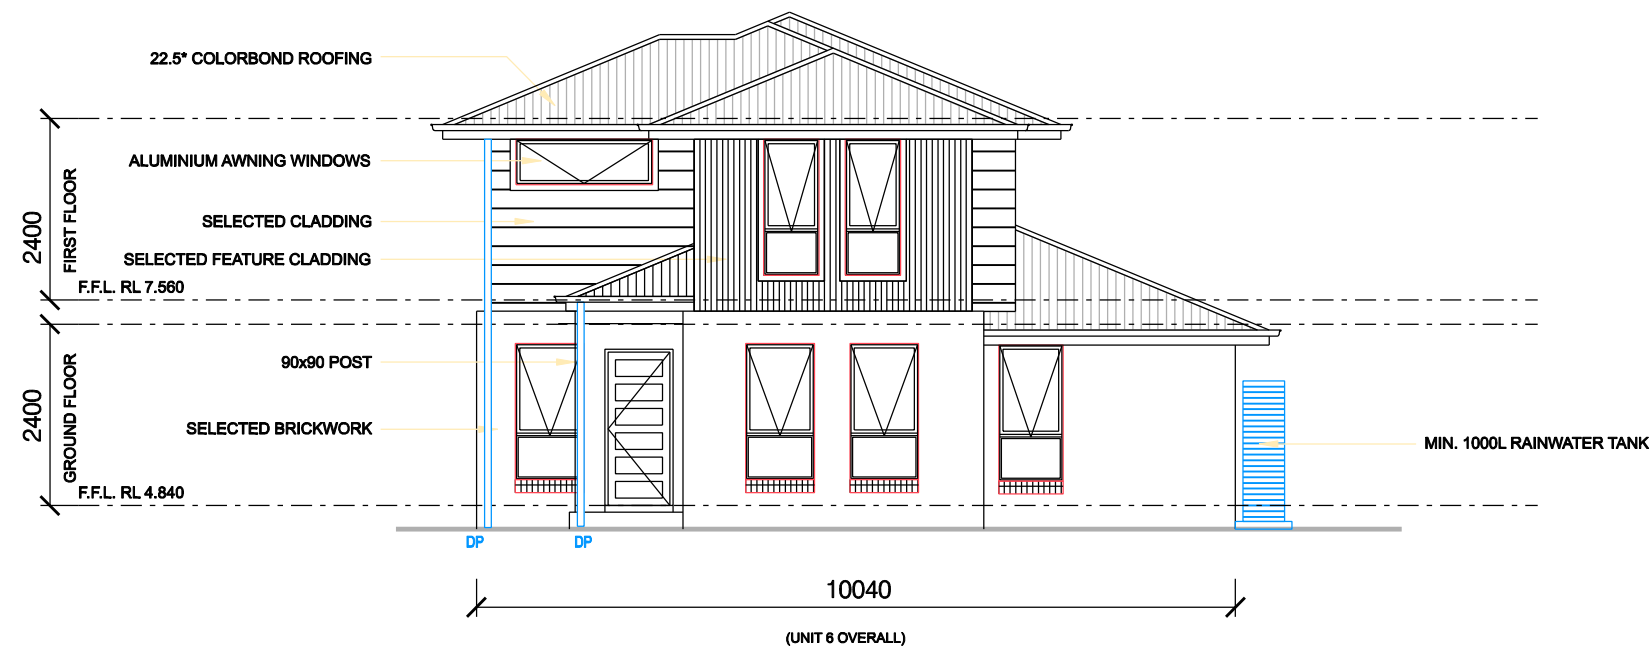 22.5* COLORBOND ROOFING
ALUMINIUM AWNING WINDOWS
SELECTED CLADDING
SELECTED FEATURE CLADDING
2400
FIRST FLOOR
F.F.L. RL 7.560
90x90 POST
SELECTED BRICKWORK
2400
GROUND FLOOR
F.F.L. RL 4.840
MIN. 1000L RAINWATER TANK
DP
DP
10040
(UNIT 6 OVERALL)